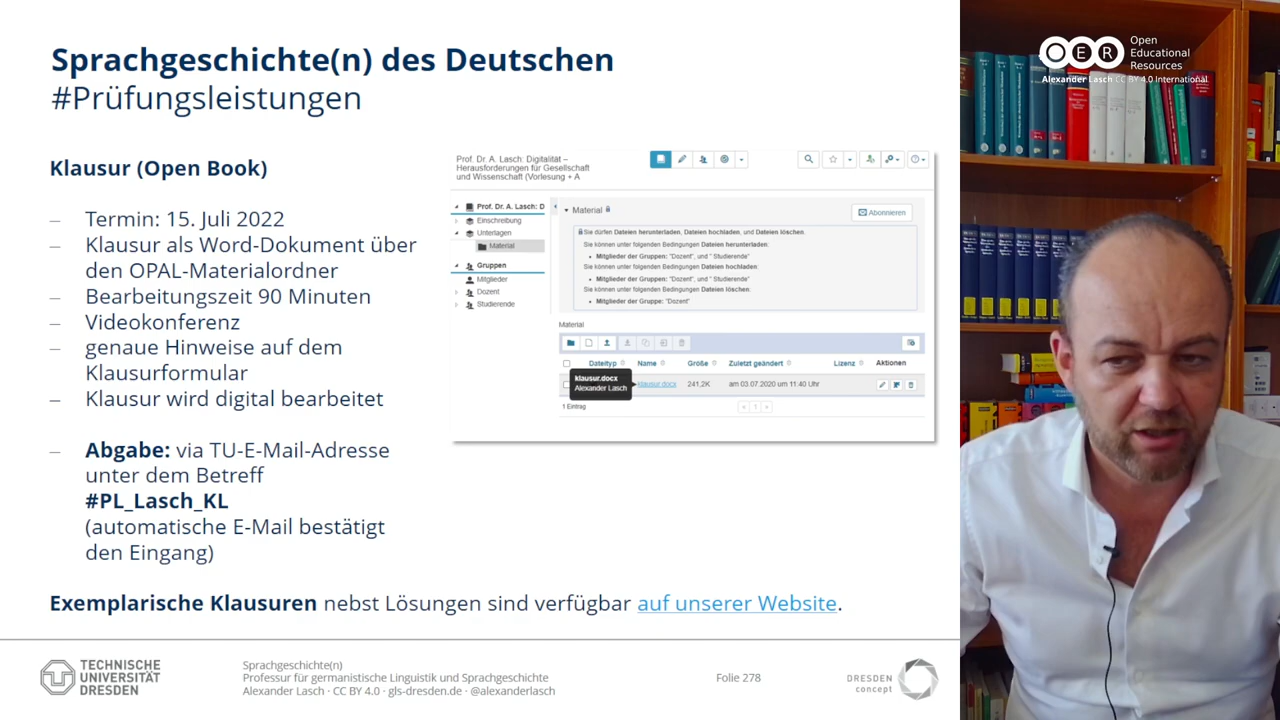 Sprachgeschichte(n) des Deutschen
#Prüfungsleistungen
Klausur (Open Book)
– Termin: 15. Juli 2022
– Klausur als Word-Dokument über
den OPAL-Materialordner
– Bearbeitungszeit 90 Minuten
– Videokonferenz
– genaue Hinweise auf dem
Klausurformular
– Klausur wird digital bearbeitet
– Abgabe: via TU-E-Mail-Adresse
unter dem Betreff
#PL_Lasch_KL
(automatische E-Mail bestätigt
den Eingang)
Exemplarische Klausuren nebst Lösungen sind verfügbar auf unserer Website.
Prof. Dr. A. Lasch: Digitalität –
Herausforderungen für Gesellschaft
und Wissenschaft (Vorlesung + A
Prof. Dr. A. Lasch: D
Einschreibung
Unterlagen
Material
Gruppen
Mitglieder
Dozent
Studierende
Material
Abonnieren
Sie dürfen Dateien herunterladen, Dateien hochladen, und Dateien löschen.
Sie können unter folgenden Bedingungen Dateien herunterladen:
• Mitglieder der Gruppen: "Dozent", und " Studierende"
Sie können unter folgenden Bedingungen Dateien hochladen:
• Mitglieder der Gruppen: "Dozent", und " Studierende"
Sie können unter folgenden Bedingungen Dateien löschen:
• Mitglieder der Gruppe: "Dozent"
Material
Dateityp Name Größe Zuletzt geändert Lizenz Aktionen
klausur.docx
Alexander Lasch
klausur.docx 241,2K am 03.07.2020 um 11:40 Uhr
1 Eintrag
« 1 »
TECHNISCHE
UNIVERSITÄT
DRESDEN
Sprachgeschichte(n)
Professur für germanistische Linguistik und Sprachgeschichte
Alexander Lasch · CC BY 4.0 · gls-dresden.de · @alexanderlasch
Folie 278
DRESDEN
concept
OER
Open
Educational
Resources
Alexander Lasch CC BY 4.0 International